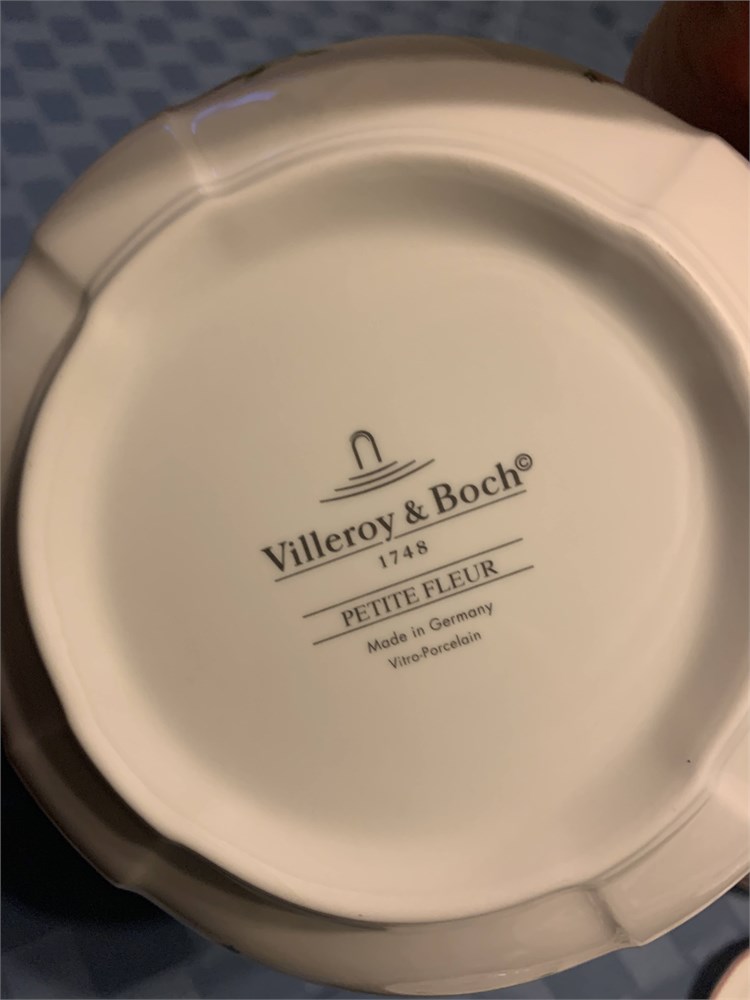 Villeroy & Boch©
1748
PETITE FLEUR
Made in Germany
Vitro-Porcelain